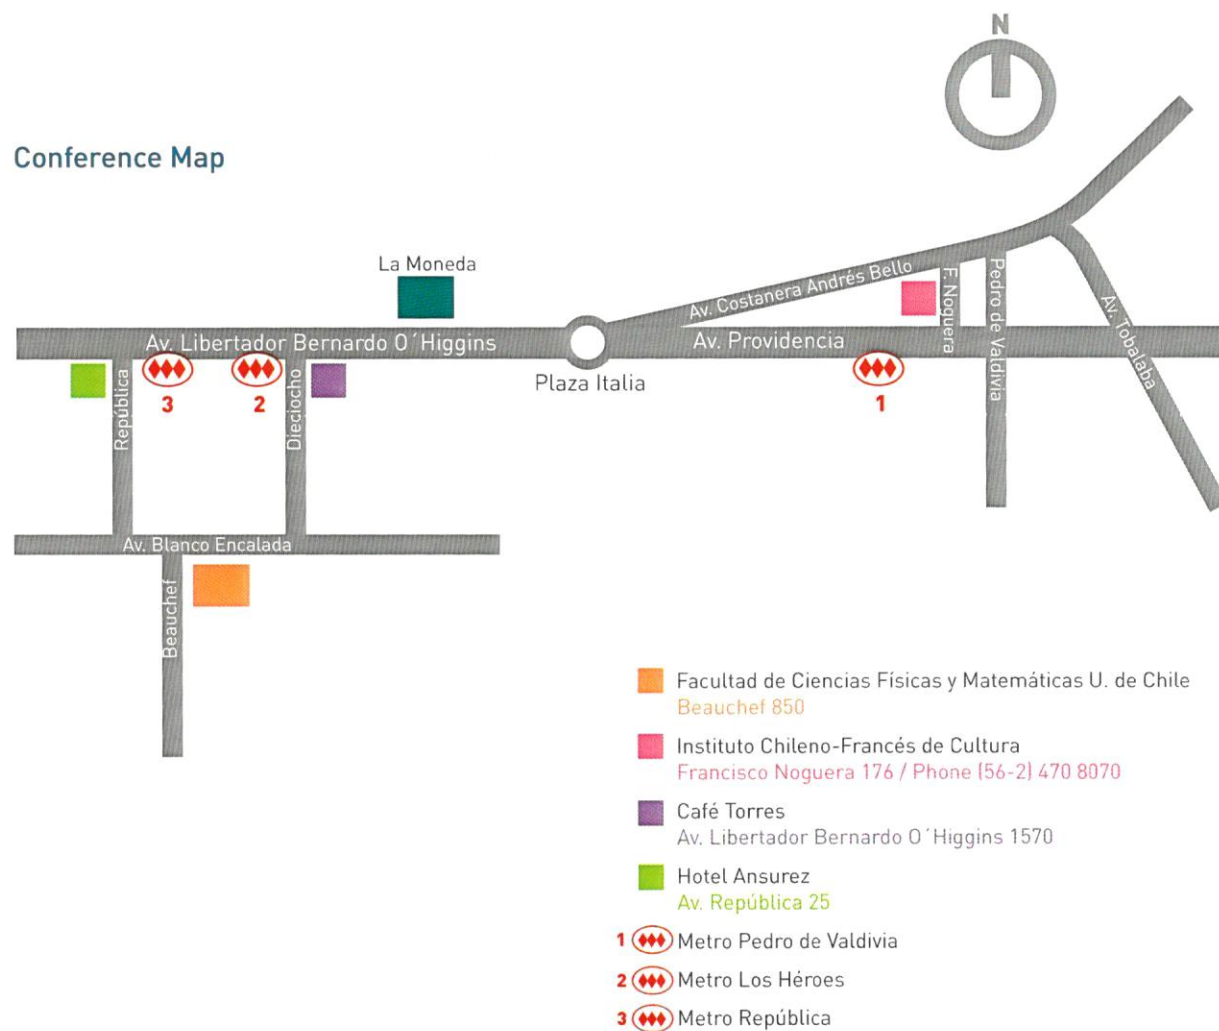 N
Conference Map
La Moneda
Av. Costanera Andrés Bello
F. Noguera
Pedro de Valdivia
Av. Tobalaba
Av. Libertador Bernardo O´Higgins
Av. Providencia
Plaza Italia
3
2
1
República
Dieciocho
Av. Blanco Encalada
Beauchef
Facultad de Ciencias Físicas y Matemáticas U. de Chile
Beauchef 850
Instituto Chileno-Francés de Cultura
Francisco Noguera 176 / Phone (56-2) 470 8070
Café Torres
Av. Libertador Bernardo O´Higgins 1570
Hotel Ansurez
Av. República 25
1 Metro Pedro de Valdivia
2 Metro Los Héroes
3 Metro República